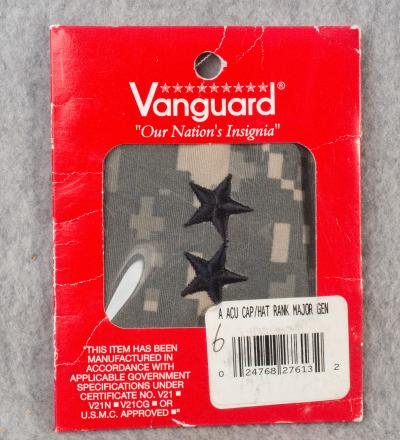 Vanguard®
"Our Nation's Insignia"
A ACU CAP/HAT RANK MAJOR GEN
6
0 24768 27613 2
"THIS ITEM HAS BEEN
MANUFACTURED IN
ACCORDANCE WITH
APPLICABLE GOVERNMENT
SPECIFICATIONS UNDER
CERTIFICATE NO. V21 ■
V21N ■ V21CG ■ OR
U.S.M.C. APPROVED ■"